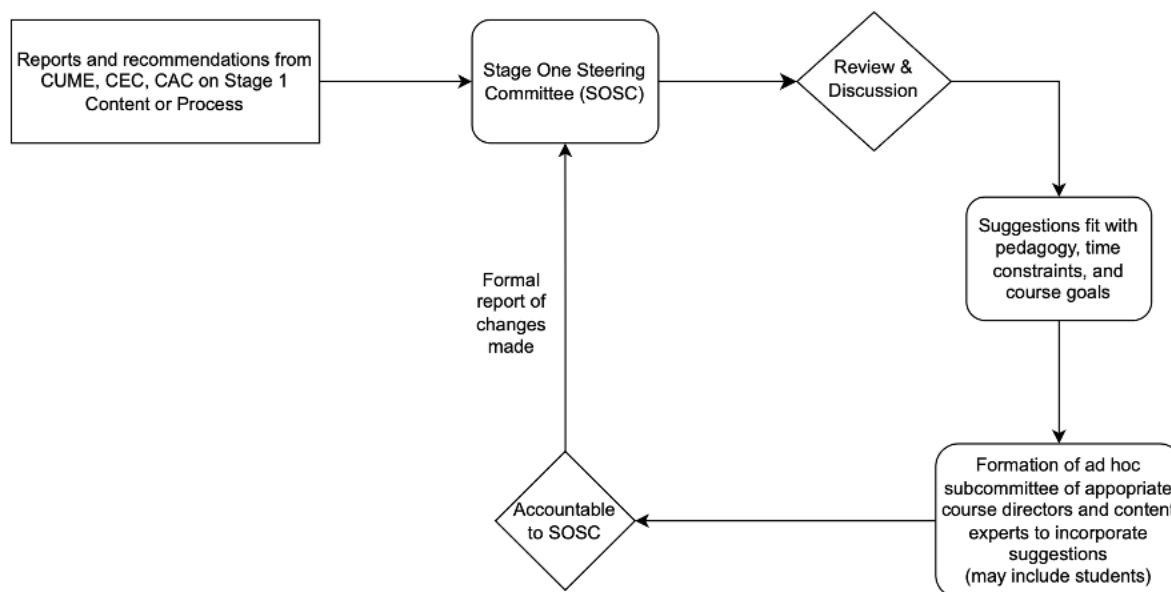 Reports and recommendations from
CUME, CEC, CAC on Stage 1
Content or Process
Stage One Steering
Committee (SOSC)
Review &
Discussion
Suggestions fit with
pedagogy, time
constraints, and
course goals
Formation of ad hoc
subcommittee of appopriate
course directors and content
experts to incorporate
suggestions
(may include students)
Accountable
to SOSC
Formal
report of
changes
made